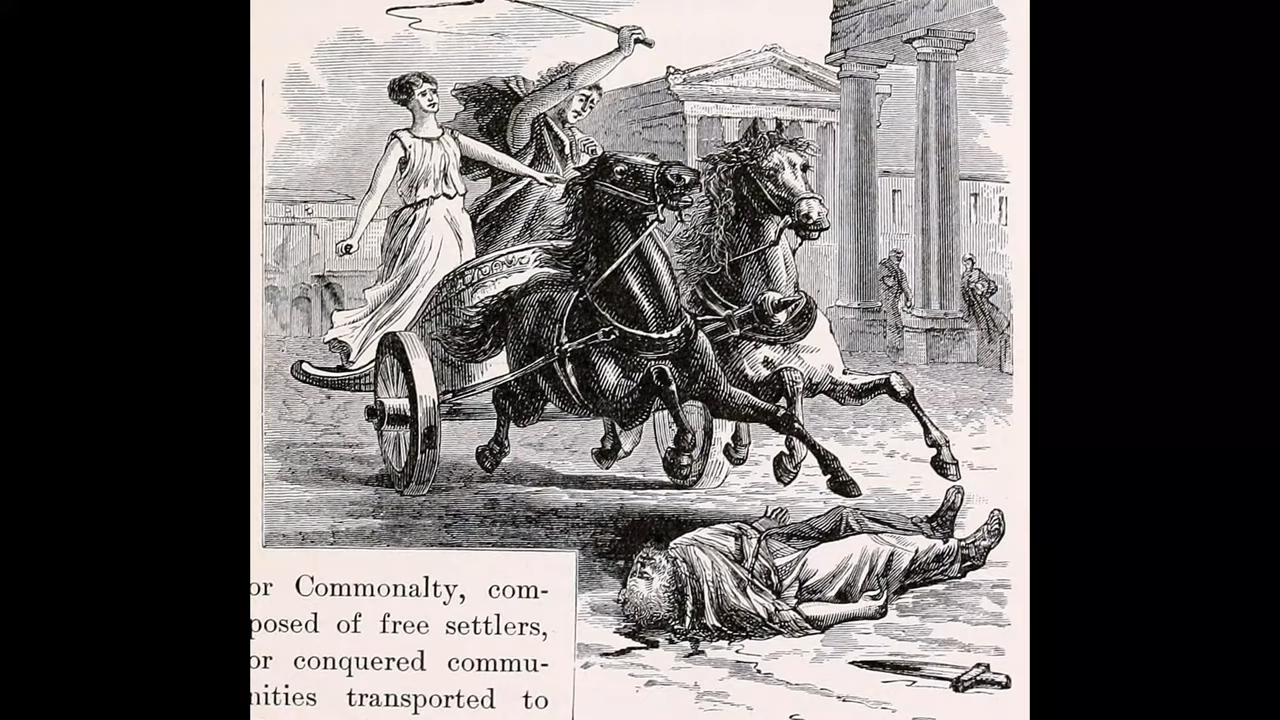 or Commonalty, com-
posed of free settlers,
or conquered commu-
nities transported to